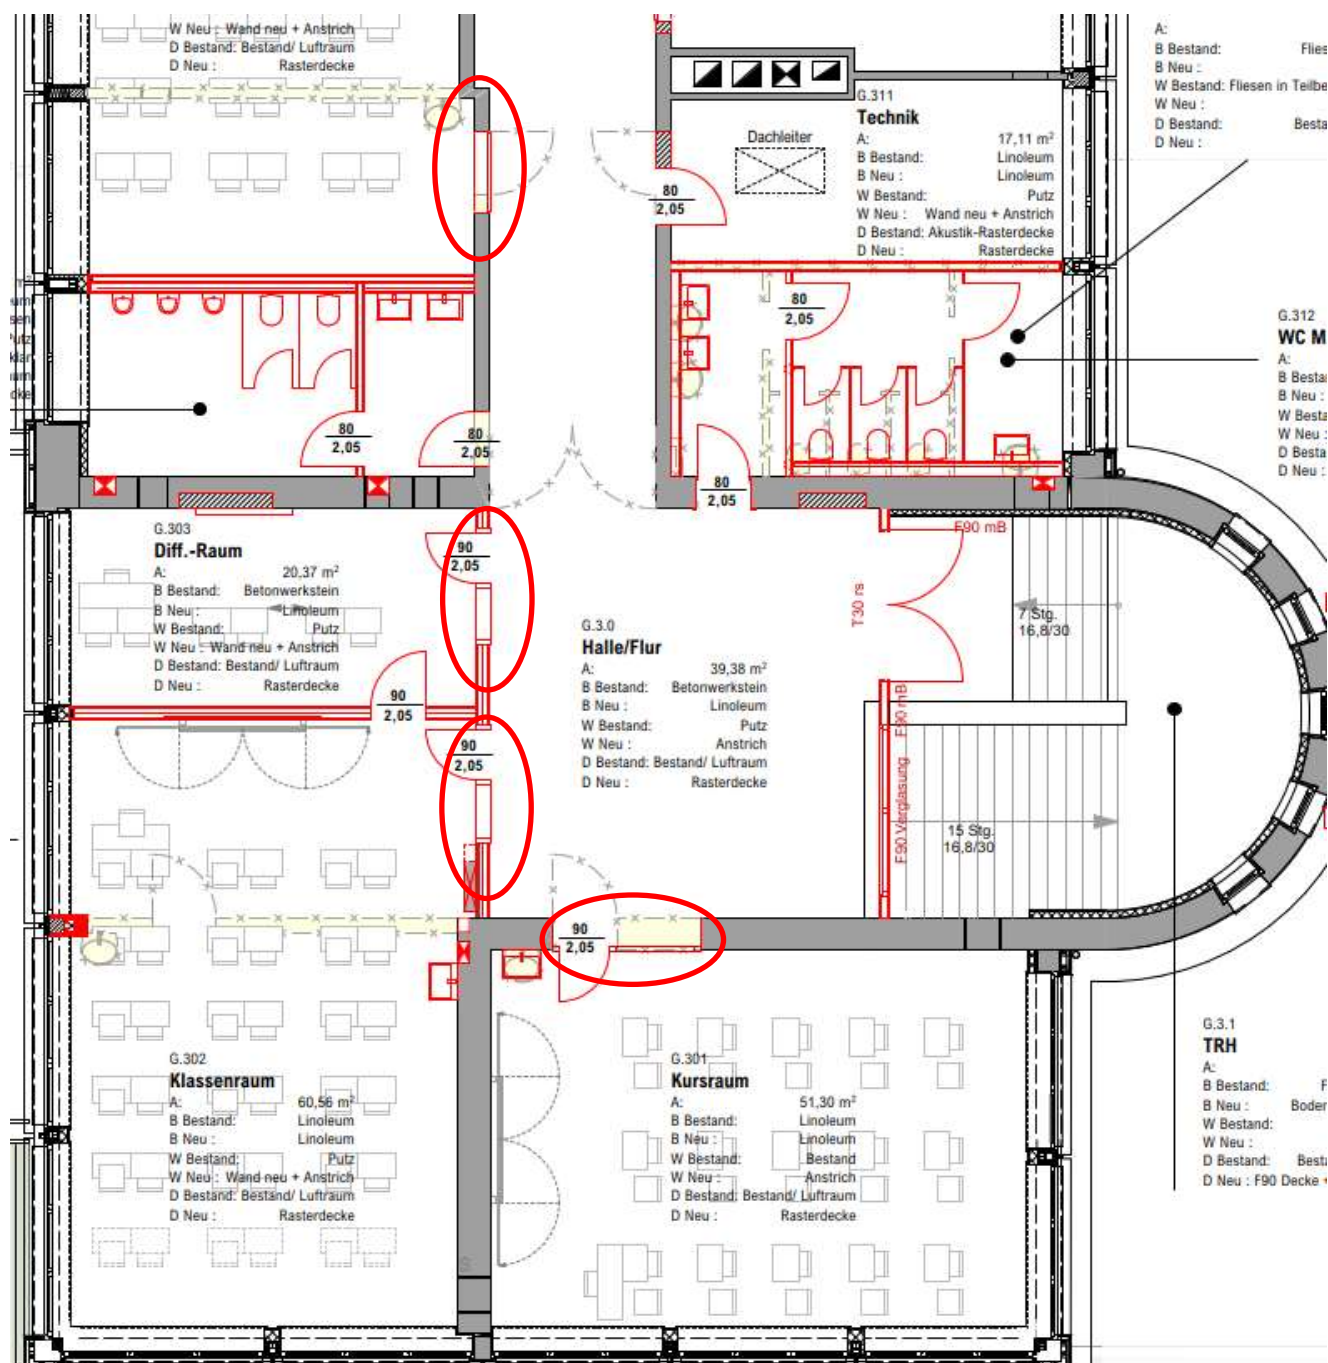 W Neu : Wand neu + Anstrich
D Bestand: Bestand/ Luftraum
D Neu : Rasterdecke
A:
B Bestand:
B Neu :
W Bestand: Fliesen in
W Neu :
D Bestand:
D Neu :
G.311
Technik
A: 17,11 m²
B Bestand: Linoleum
B Neu : Linoleum
W Bestand: Putz
W Neu : Wand neu + Anstrich
D Bestand: Akustik-Rasterdecke
D Neu : Rasterdecke
Dachleiter
80
2,05
80
2,05
G.312
WC M
A:
B Bestand
B Neu :
W Neu :
D Neu :
80
2,05
80
2,05
80
2,05
G.303
Diff.-Raum
A: 20,37 m²
B Bestand: Betonwerkstein
B Neu : Linoleum
W Bestand: Putz
W Neu : Wand neu + Anstrich
D Bestand: Bestand/ Luftraum
D Neu : Rasterdecke
90
2,05
90
2,05
90
2,05
G.3.0
Halle/Flur
A: 39,38 m²
B Bestand: Betonwerkstein
B Neu : Linoleum
W Bestand: Putz
W Neu : Anstrich
D Bestand: Bestand/ Luftraum
D Neu : Rasterdecke
F90 mB
T30 rs
F90 Verglasung F90 mB
7 Stg.
16,8/30
15 Stg.
16,8/30
90
2,05
G.302
Klassenraum
A: 60,56 m²
B Bestand: Linoleum
B Neu : Linoleum
W Bestand: Putz
W Neu : Wand neu + Anstrich
D Bestand: Bestand/ Luftraum
D Neu : Rasterdecke
G.301
Kursraum
A: 51,30 m²
B Bestand: Linoleum
B Neu : Linoleum
W Bestand: Bestand
W Neu : Anstrich
D Bestand: Bestand/ Luftraum
D Neu : Rasterdecke
G.3.1
TRH
A:
B Bestand: F
B Neu : Boden
W Bestand:
W Neu :
D Bestand:
D Neu : F90 Decke +